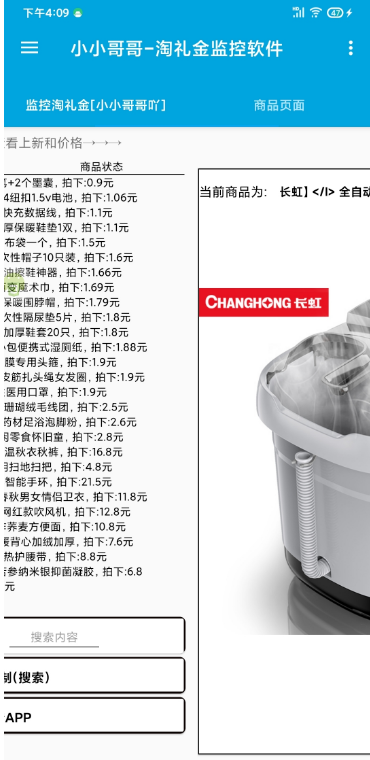 下午4:09
47
小小哥哥-淘礼金监控软件
监控淘礼金[小小哥哥吖]
商品页面
看上新和价格→→→
商品状态
+2个墨囊, 拍下:0.9元
4纽扣1.5v电池, 拍下:1.06元
快充数据线, 拍下:1.1元
厚保暖鞋垫1双, 拍下:1.1元
布袋一个, 拍下:1.5元
次性帽子10只装, 拍下:1.6元
油擦鞋神器, 拍下:1.66元
变魔术巾, 拍下:1.69元
保暖围脖帽, 拍下:1.79元
次性隔尿垫5片, 拍下:1.8元
加厚鞋套20只, 拍下:1.8元
包便携式湿厕纸, 拍下:1.88元
膜专用头箍, 拍下:1.9元
皮筋扎头绳女发圈, 拍下:1.9元
医用口罩, 拍下:1.9元
珊瑚绒毛线团, 拍下:2.5元
药材足浴泡脚粉, 拍下:2.6元
零食怀旧童, 拍下:2.8元
温秋衣秋裤, 拍下:16.8元
扫地扫把, 拍下:4.8元
智能手环, 拍下:21.5元
春秋男女情侣卫衣, 拍下:11.8元
网红款吹风机, 拍下:12.8元
荞麦方便面, 拍下:10.8元
暖背心加绒加厚, 拍下:7.6元
热护腰带, 拍下:8.8元
参纳米银抑菌凝胶, 拍下:6.8
元
搜索内容
制(搜索)
APP
当前商品为: 长虹】</I> 全自动
CHANGHONG 长虹